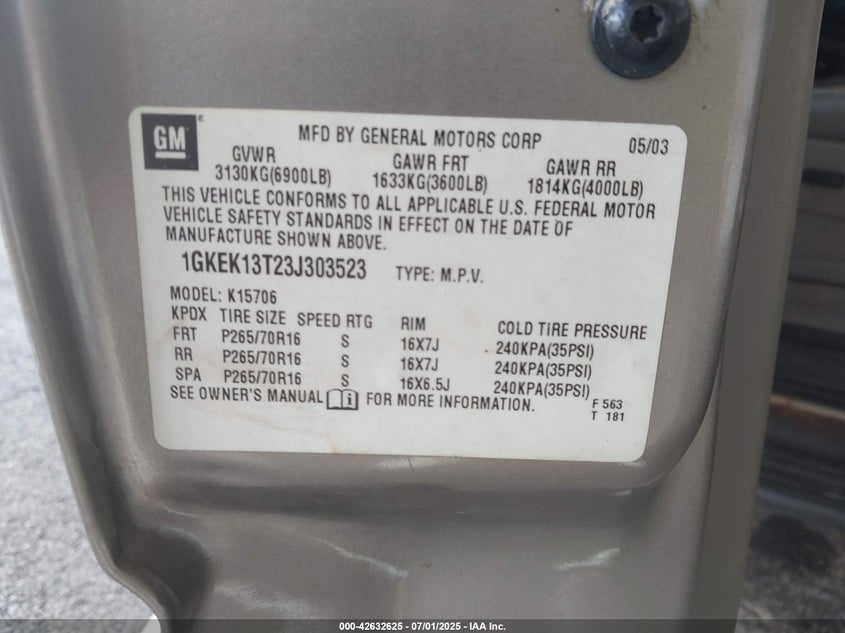 GM ®
MFD BY GENERAL MOTORS CORP 05/03
GVWR GAWR FRT GAWR RR
3130KG(6900LB) 1633KG(3600LB) 1814KG(4000LB)
THIS VEHICLE CONFORMS TO ALL APPLICABLE U.S. FEDERAL MOTOR
VEHICLE SAFETY STANDARDS IN EFFECT ON THE DATE OF
MANUFACTURE SHOWN ABOVE.
1GKEK13T23J303523 TYPE: M.P.V.
MODEL: K15706
KPDX TIRE SIZE SPEED RTG RIM COLD TIRE PRESSURE
FRT P265/70R16 S 16X7J 240KPA(35PSI)
RR P265/70R16 S 16X7J 240KPA(35PSI)
SPA P265/70R16 S 16X6.5J 240KPA(35PSI)
SEE OWNER'S MANUAL FOR MORE INFORMATION.
F 563
T 181
000-42632625 - 07/01/2025 - IAA Inc.